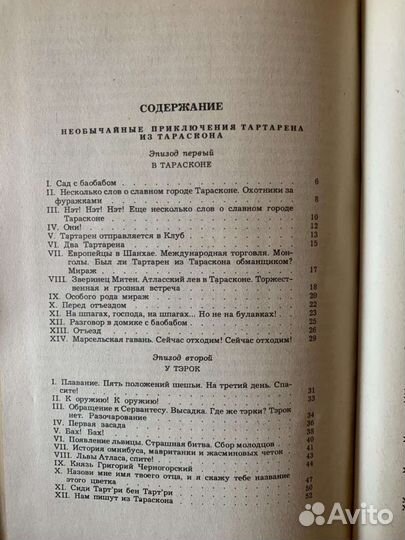 СОДЕРЖАНИЕ
НЕОБЫЧАЙНЫЕ ПРИКЛЮЧЕНИЯ ТАРТАРЕНА
ИЗ ТАРАСКОНА
Эпизод первый
В ТАРАСКОНЕ
I. Сад с баобабом 6
II. Несколько слов о славном городе Тарасконе. Охотники за
фуражками 8
III. Нэт! Нэт! Нэт! Еще несколько слов о славном городе
Тарасконе 10
IV. Они! 12
V. Тартарен отправляется в Клуб 13
VI. Два Тартарена 15
VII. Европейцы в Шанхае. Международная торговля. Мон-
голы. Был ли Тартарен из Тараскона обманщиком?
Мираж 17
VIII. Зверинец Митен. Атласский лев в Тарасконе. Торжест-
венная и грозная встреча 18
IX. Особого рода мираж 20
X. Перед отъездом 22
XI. На шпагах, господа, на шпагах... Но не на булавках! 23
XII. Разговор в домике с баобабом 25
XIII. Отъезд 26
XIV. Марсельская гавань. Сейчас отходим! Сейчас отходим! 29
Эпизод второй
У ТЭРОК
I. Плавание. Пять положений шешьи. На третий день. Спа-
сите! 31
II. К оружию! К оружию! 33
III. Обращение к Сервантесу. Высадка. Где же тэрки? Тэрок
нет. Разочарование 34
IV. Первая засада 36
V. Бах! Бах! 38
VI. Появление львицы. Страшная битва. Сбор молодцов 40
VII. История омнибуса, мавританки и жасминовых четок 41
VIII. Львы Атласа, спите! 43
IX. Князь Григорий Черногорский 44
X. Назови мне имя твоего отца, и я скажу тебе название
этого цветка 47
XI. Сиди Тарт'ри бен Тарт'ри 50
XII. Нам пишут из Тараскона 52
Avito